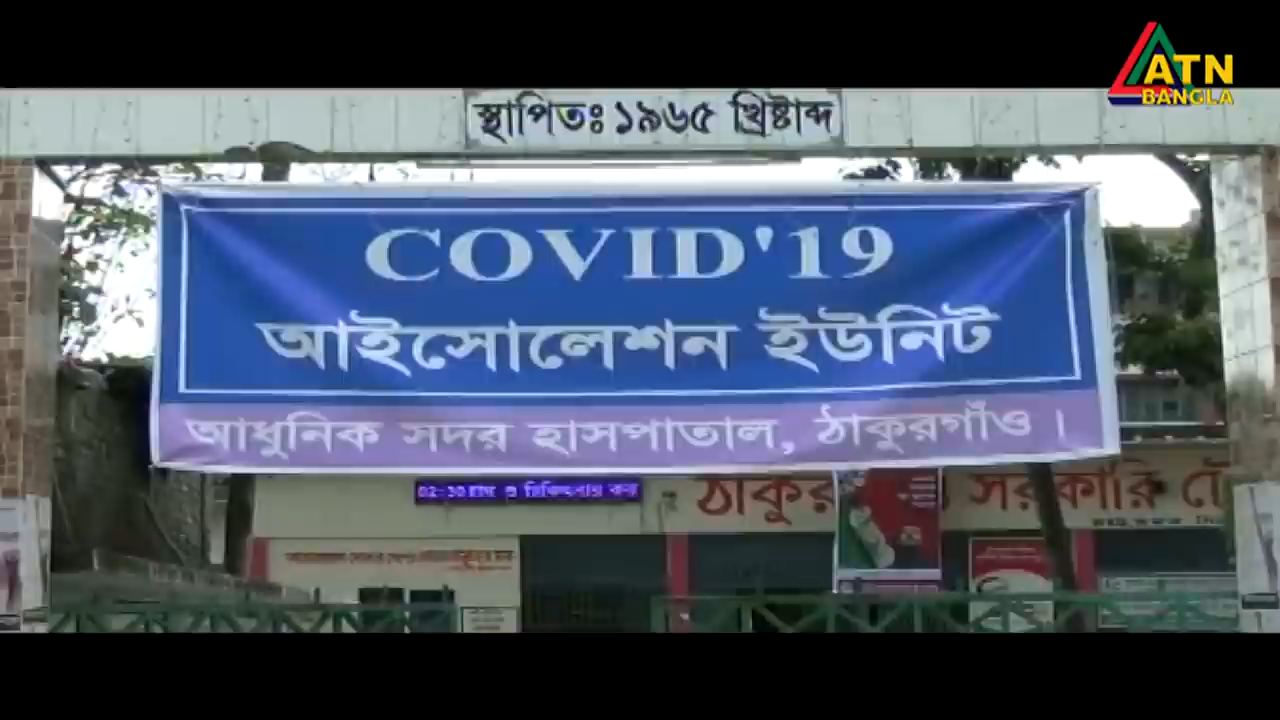 ATN
BANGLA
স্থাপিতঃ ১৯৬৫ খ্রিষ্টাব্দ
COVID'19
আইসোলেশন ইউনিট
আধুনিক সদর হাসপাতাল, ঠাকুরগাঁও ।
ঠাকুর সরকারি